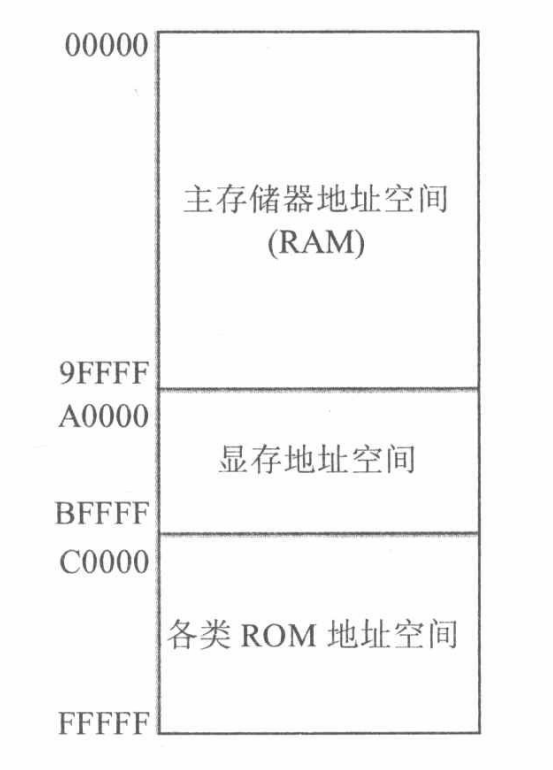 00000
主存储器地址空间
(RAM)
9FFFF
A0000
显存地址空间
BFFFF
C0000
各类 ROM 地址空间
FFFFF